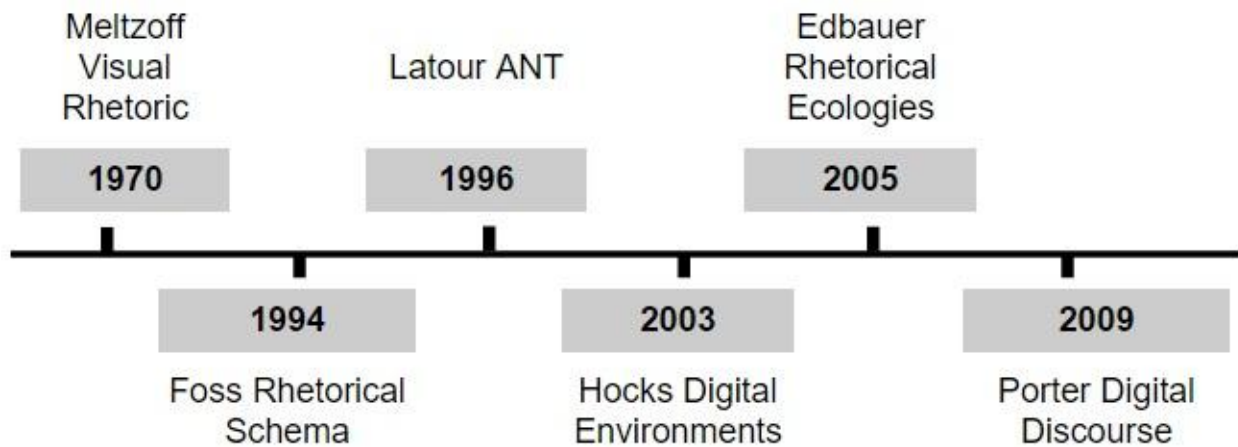 Meltzoff
Visual
Rhetoric
1970
Foss Rhetorical
Schema
1994
Latour ANT
1996
Hocks Digital
Environments
2003
Edbauer
Rhetorical
Ecologies
2005
Porter Digital
Discourse
2009